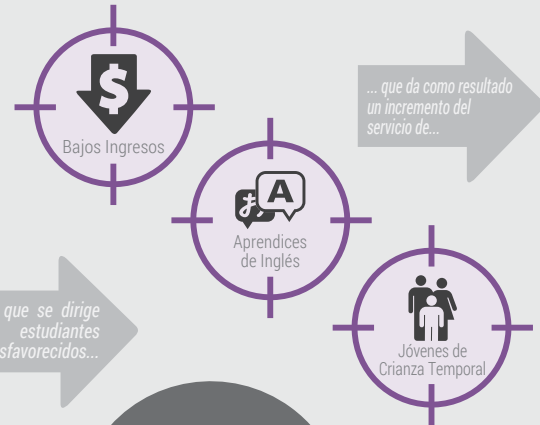 $
Bajos Ingresos
... que da como resultado
un incremento del
servicio de...
A
Aprendices
de Inglés
que se dirige
estudiantes
sfavorecidos...
Jóvenes de
Crianza Temporal